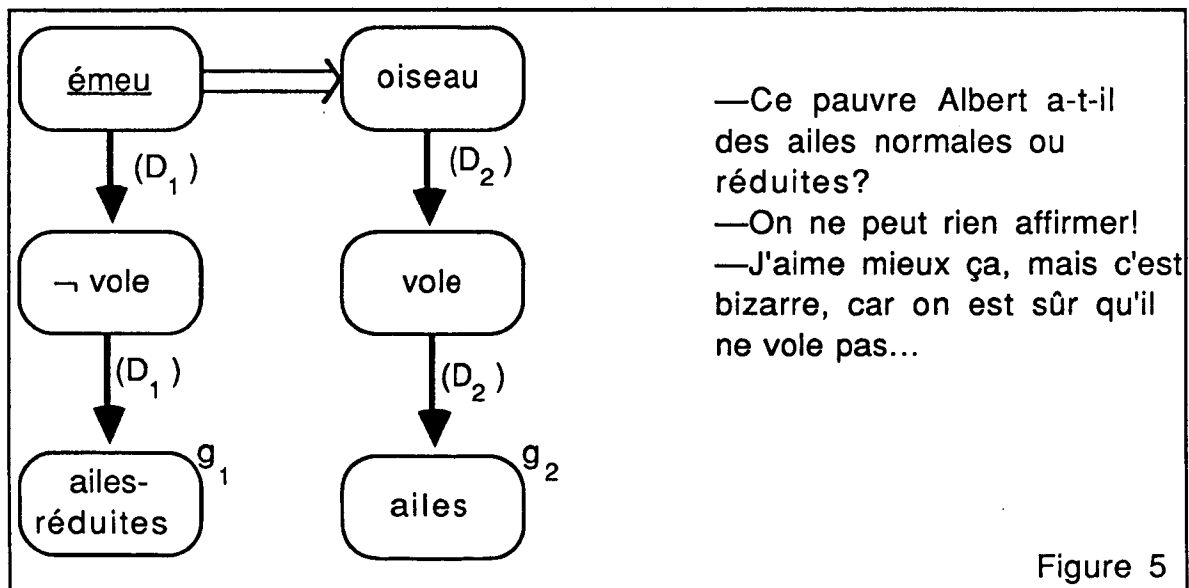 émeu
oiseau
(D1)
(D2)
¬ vole
vole
(D1)
(D2)
ailes-
réduites
g1
ailes
g2
—Ce pauvre Albert a-t-il
des ailes normales ou
réduites?
—On ne peut rien affirmer!
—J'aime mieux ça, mais c'est
bizarre, car on est sûr qu'il
ne vole pas...
Figure 5